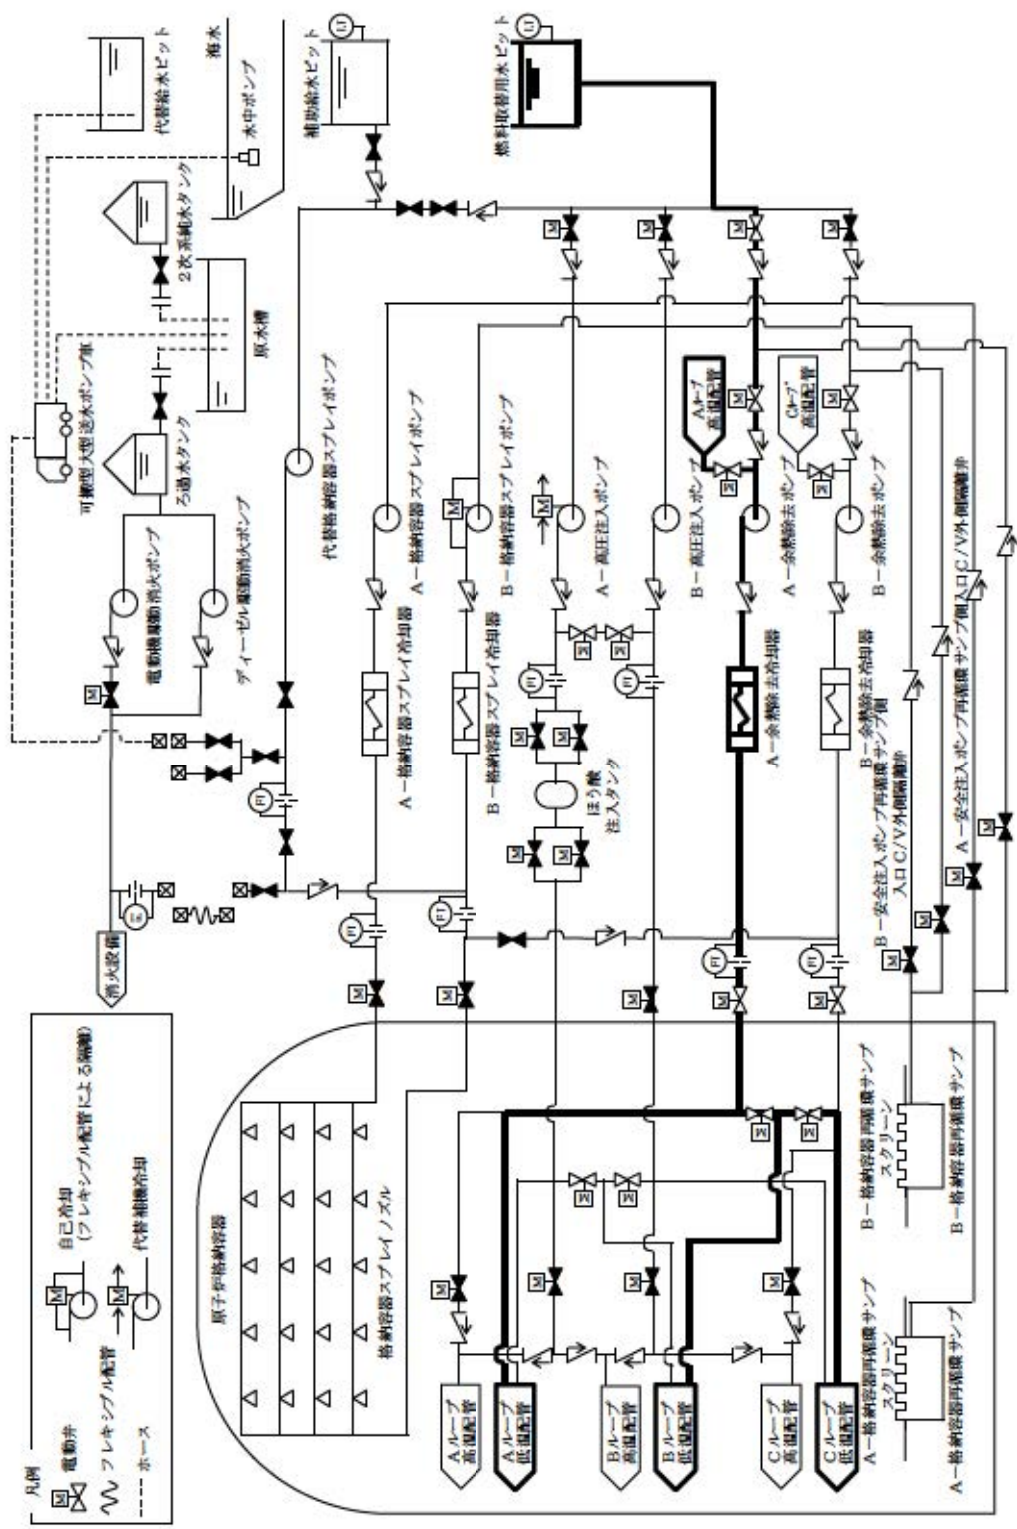 凡例
電動弁
フレキシブル配管
ホース
自己冷却
(フレキシブル配管による隔離)
代替補機冷却
M
M
M
消火設備
可搬型大型送水ポンプ車
代替給水ピット
海水
水中ポンプ
2次系純水タンク
ろ過水タンク
原水槽
補助給水ピット
燃料取替用水ピット
LT
LT
電動機駆動消火ポンプ
ディーゼル駆動消火ポンプ
代替格納容器スプレイポンプ
A-格納容器スプレイポンプ
B-格納容器スプレイポンプ
A-高圧注入ポンプ
B-高圧注入ポンプ
A-余熱除去ポンプ
B-余熱除去ポンプ
Aループ
高温配管
Cループ
高温配管
A-格納容器スプレイ冷却器
B-格納容器スプレイ冷却器
ほう酸
注入タンク
A-余熱除去冷却器
B-余熱除去冷却器
B-安全注入ポンプ再循環サンプ側
入口C/V外側隔離弁
A-安全注入ポンプ再循環サンプ側入口C/V外側隔離弁
FI
FI
FI
FI
FI
FI
FI
原子炉格納容器
格納容器スプレイノズル
Aループ
高温配管
Aループ
低温配管
Bループ
高温配管
Bループ
低温配管
Cループ
高温配管
Cループ
低温配管
B-格納容器再循環サンプ
スクリーン
B-格納容器再循環サンプ
A-格納容器再循環サンプ
スクリーン
A-格納容器再循環サンプ